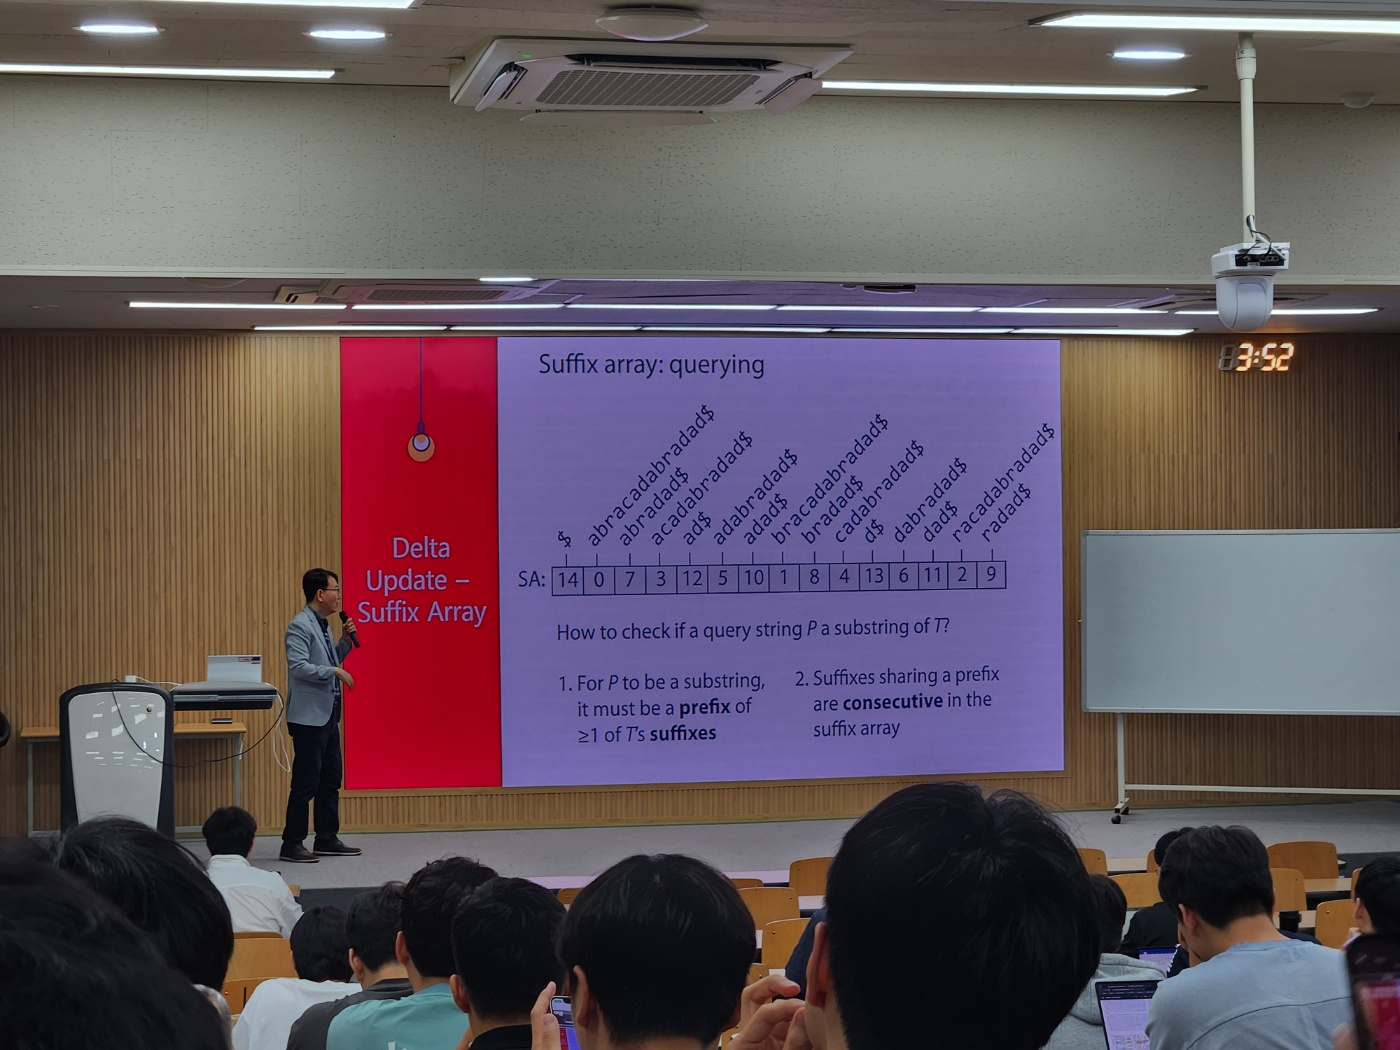 Suffix array: querying
$
abracadabradad$
abradad$
acadabradad$
ad$
adabradad$
adad$
bracadabradad$
bradad$
cadabradad$
d$
dabradad$
dad$
racadabradad$
radad$
SA: 14 0 7 3 12 5 10 1 8 4 13 6 11 2 9
Delta
Update –
Suffix Array
How to check if a query string P a substring of T?
1. For P to be a substring,
it must be a prefix of
≥1 of T's suffixes
2. Suffixes sharing a prefix
are consecutive in the
suffix array
3:52